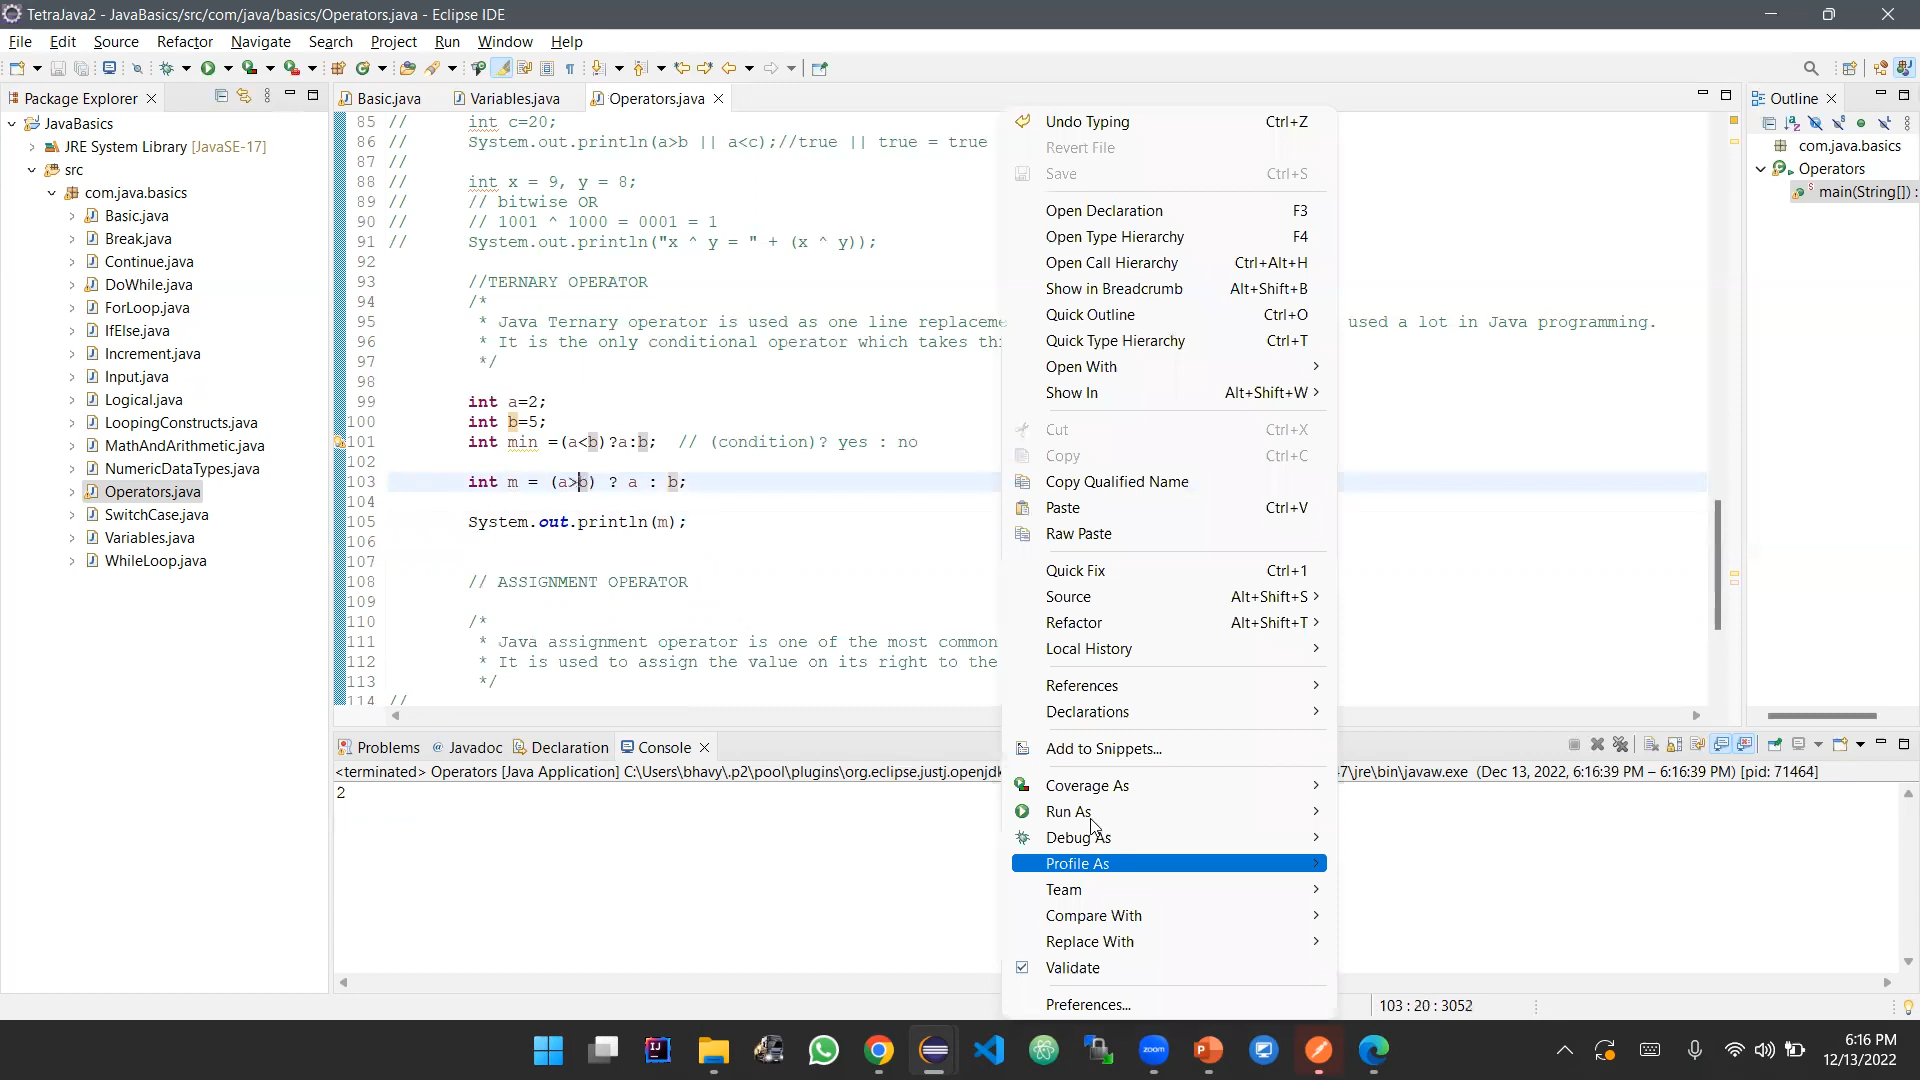 TetraJava2 - JavaBasics/src/com/java/basics/Operators.java - Eclipse IDE
File Edit Source Refactor Navigate Search Project Run Window Help
Package Explorer
JavaBasics
JRE System Library [JavaSE-17]
src
com.java.basics
Basic.java
Break.java
Continue.java
DoWhile.java
ForLoop.java
IfElse.java
Increment.java
Input.java
Logical.java
LoopingConstructs.java
MathAndArithmetic.java
NumericDataTypes.java
Operators.java
SwitchCase.java
Variables.java
WhileLoop.java
Basic.java Variables.java Operators.java
85 // int c=20;
86 // System.out.println(a>b || a<c);//true || true = true
87 //
88 // int x = 9, y = 8;
89 // // bitwise OR
90 // // 1001 ^ 1000 = 0001 = 1
91 // System.out.println("x ^ y = " + (x ^ y));
92
93 //TERNARY OPERATOR
94 /*
95 * Java Ternary operator is used as one line replaceme used a lot in Java programming.
96 * It is the only conditional operator which takes th
97 */
98
99 int a=2;
100 int b=5;
101 int min =(a<b)?a:b; // (condition)? yes : no
102
103 int m = (a>b) ? a : b;
104
105 System.out.println(m);
106
107
108 // ASSIGNMENT OPERATOR
109
110 /*
111 * Java assignment operator is one of the most common
112 * It is used to assign the value on its right to the
113 */
114 //
Undo Typing Ctrl+Z
Revert File
Save Ctrl+S
Open Declaration F3
Open Type Hierarchy F4
Open Call Hierarchy Ctrl+Alt+H
Show in Breadcrumb Alt+Shift+B
Quick Outline Ctrl+O
Quick Type Hierarchy Ctrl+T
Open With
Show In Alt+Shift+W
Cut Ctrl+X
Copy Ctrl+C
Copy Qualified Name
Paste Ctrl+V
Raw Paste
Quick Fix Ctrl+1
Source Alt+Shift+S
Refactor Alt+Shift+T
Local History
References
Declarations
Add to Snippets...
Coverage As
Run As
Debug As
Profile As
Team
Compare With
Replace With
Validate
Preferences...
Outline
com.java.basics
Operators
main(String[]) :
Problems @ Javadoc Declaration Console
<terminated> Operators [Java Application] C:\Users\bhavy\.p2\pool\plugins\org.eclipse.justj.openjdk 7\jre\bin\javaw.exe (Dec 13, 2022, 6:16:39 PM – 6:16:39 PM) [pid: 71464]
2
103 : 20 : 3052
zoom
6:16 PM
12/13/2022